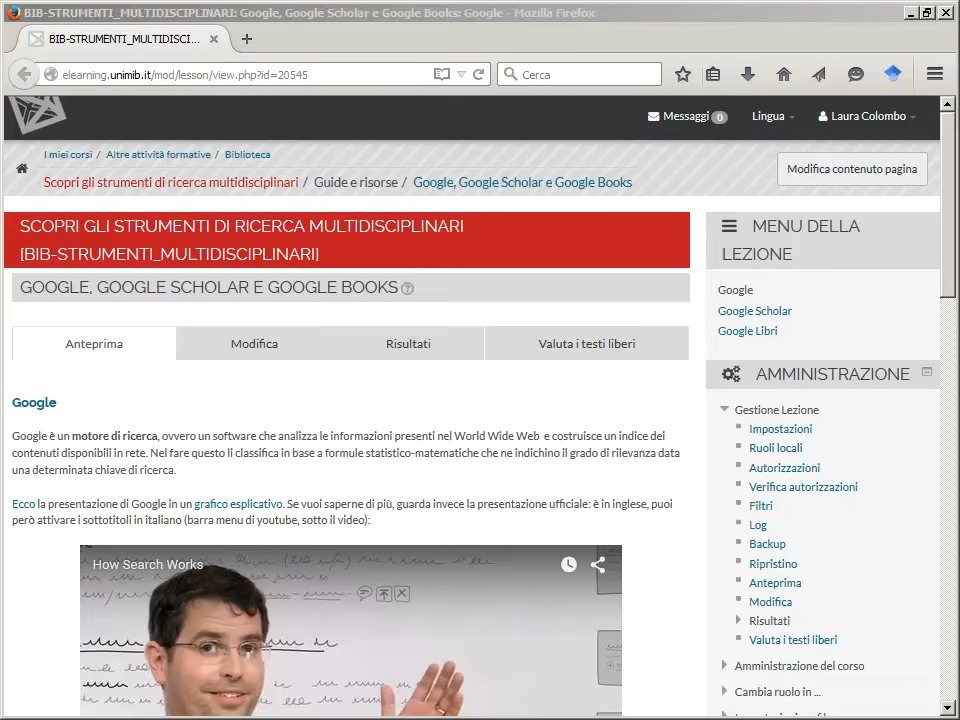 BIB-STRUMENTI_MULTIDISCIPLINARI: Google, Google Scholar e Google Books: Google - Mozilla Firefox
BIB-STRUMENTI_MULTIDISCI...
elearning.unimib.it/mod/lesson/view.php?id=20545
Cerca
Messaggi 0
Lingua
Laura Colombo
I miei corsi / Altre attività formative / Biblioteca
Scopri gli strumenti di ricerca multidisciplinari / Guide e risorse / Google, Google Scholar e Google Books
Modifica contenuto pagina
SCOPRI GLI STRUMENTI DI RICERCA MULTIDISCIPLINARI
[BIB-STRUMENTI_MULTIDISCIPLINARI]
GOOGLE, GOOGLE SCHOLAR E GOOGLE BOOKS
Anteprima
Modifica
Risultati
Valuta i testi liberi
Google
Google è un motore di ricerca, ovvero un software che analizza le informazioni presenti nel World Wide Web e costruisce un indice dei
contenuti disponibili in rete. Nel fare questo li classifica in base a formule statistico-matematiche che ne indichino il grado di rilevanza data
una determinata chiave di ricerca.
Ecco la presentazione di Google in un grafico esplicativo. Se vuoi saperne di più, guarda invece la presentazione ufficiale: è in inglese, puoi
però attivare i sottotitoli in italiano (barra menu di youtube, sotto il video):
How Search Works
MENU DELLA
LEZIONE
Google
Google Scholar
Google Libri
AMMINISTRAZIONE
Gestione Lezione
Impostazioni
Ruoli locali
Autorizzazioni
Verifica autorizzazioni
Filtri
Log
Backup
Ripristino
Anteprima
Modifica
Risultati
Valuta i testi liberi
Amministrazione del corso
Cambia ruolo in ...